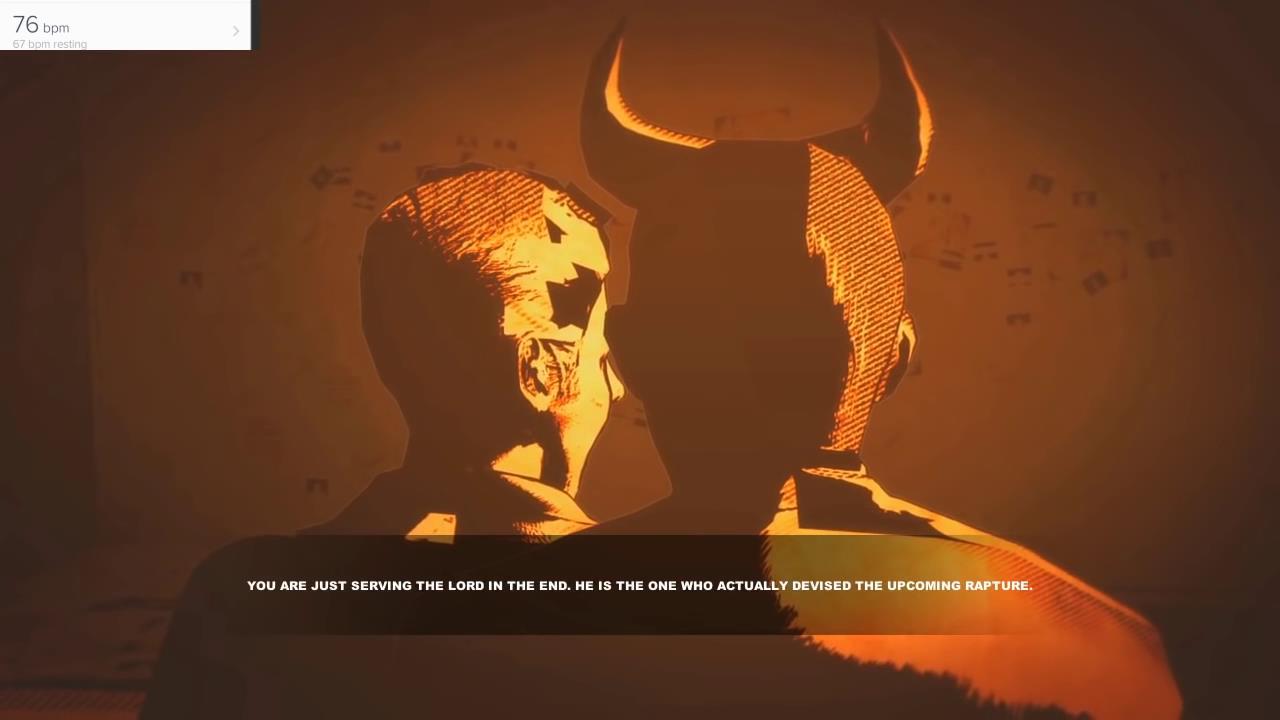 76 bpm
67 bpm resting
YOU ARE JUST SERVING THE LORD IN THE END. HE IS THE ONE WHO ACTUALLY DEVISED THE UPCOMING RAPTURE.